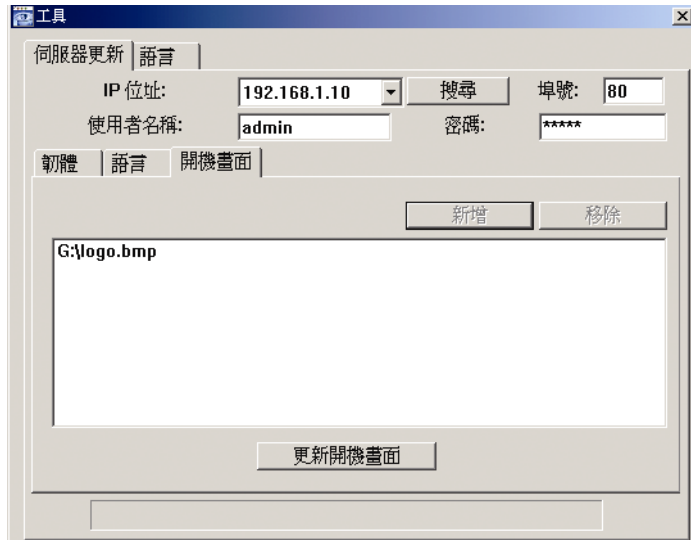 工具
伺服器更新 語言
IP 位址: 192.168.1.10 搜尋 埠號: 80
使用者名稱: admin 密碼: *****
韌體 語言 開機畫面
新增 移除
G:\logo.bmp
更新開機畫面